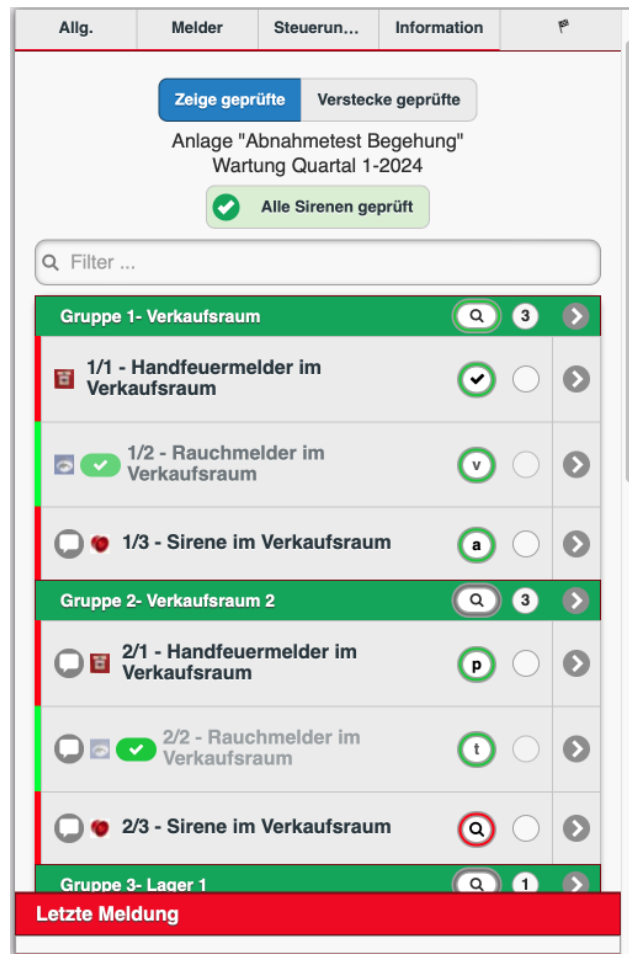 Allg. Melder Steuerun... Information
Zeige geprüfte Verstecke geprüfte
Anlage "Abnahmetest Begehung"
Wartung Quartal 1-2024
Alle Sirenen geprüft
Filter ...
Gruppe 1- Verkaufsraum 3
1/1 - Handfeuermelder im
Verkaufsraum
1/2 - Rauchmelder im
Verkaufsraum v
1/3 - Sirene im Verkaufsraum a
Gruppe 2- Verkaufsraum 2 3
2/1 - Handfeuermelder im
Verkaufsraum p
2/2 - Rauchmelder im
Verkaufsraum t
2/3 - Sirene im Verkaufsraum
Gruppe 3- Lager 1 1
Letzte Meldung